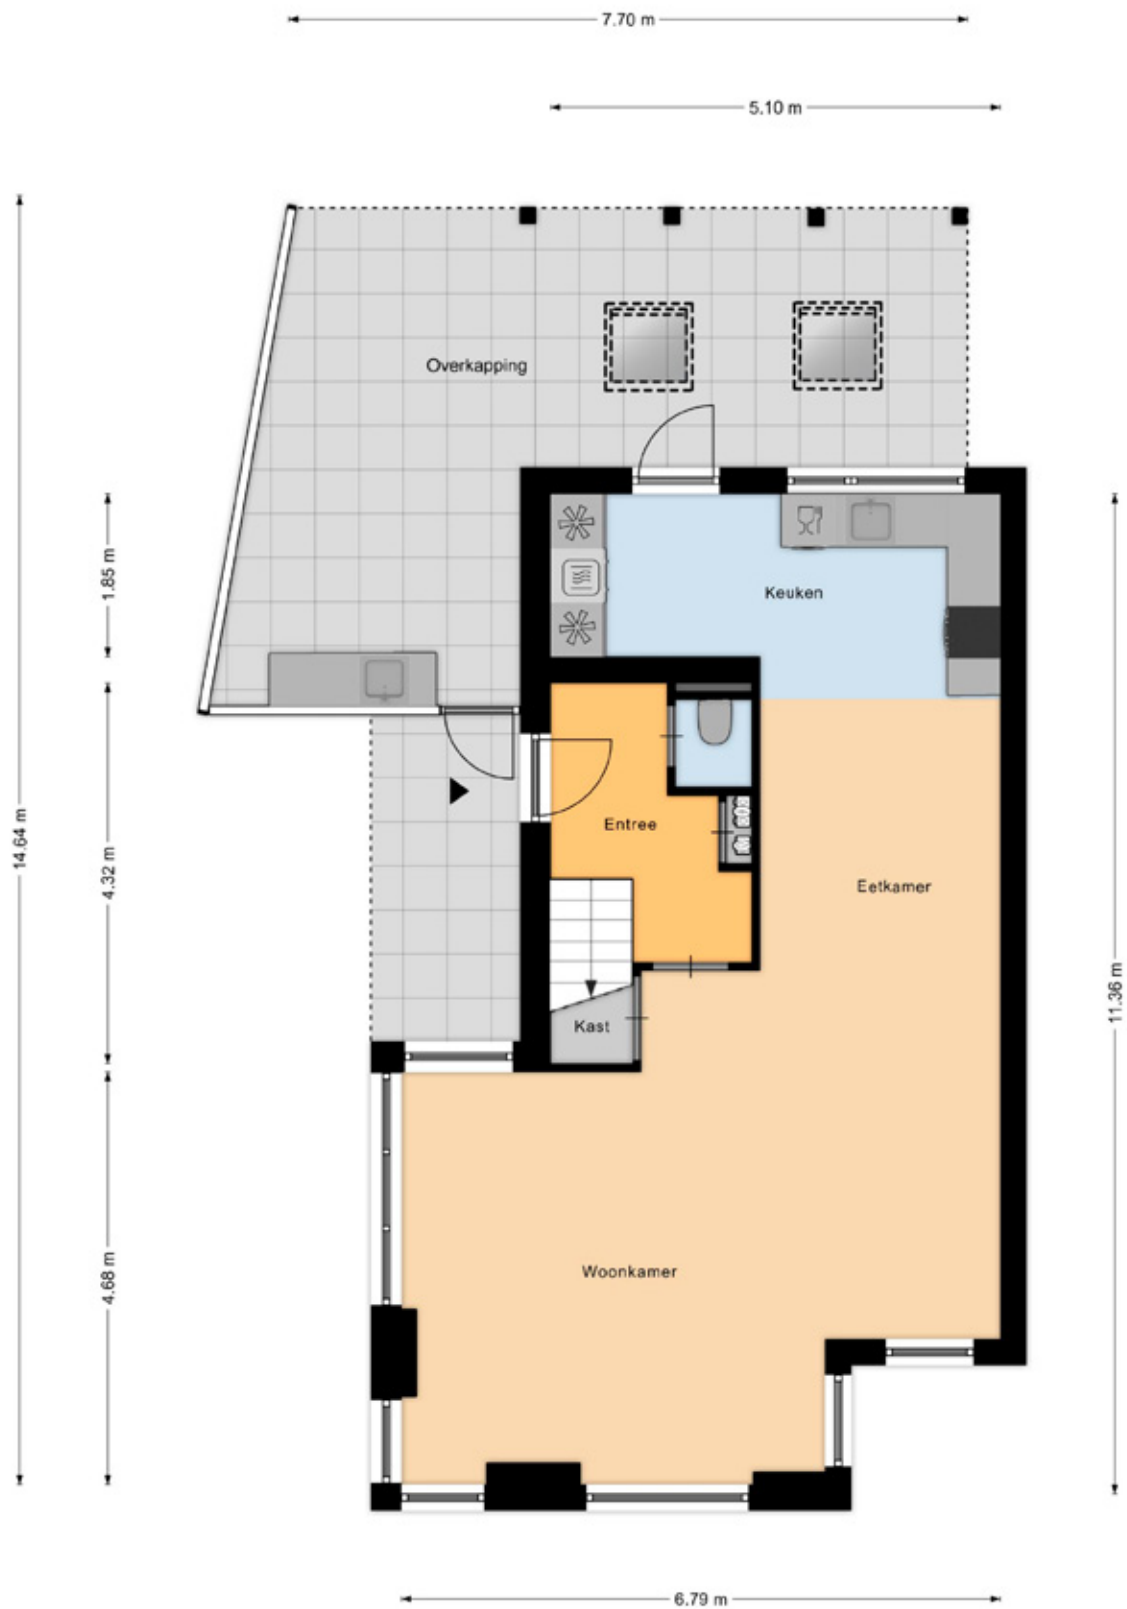 7.70 m
5.10 m
Overkapping
1.85 m
Keuken
14.64 m
4.32 m
Entree
Eetkamer
11.36 m
Kast
4.68 m
Woonkamer
6.79 m